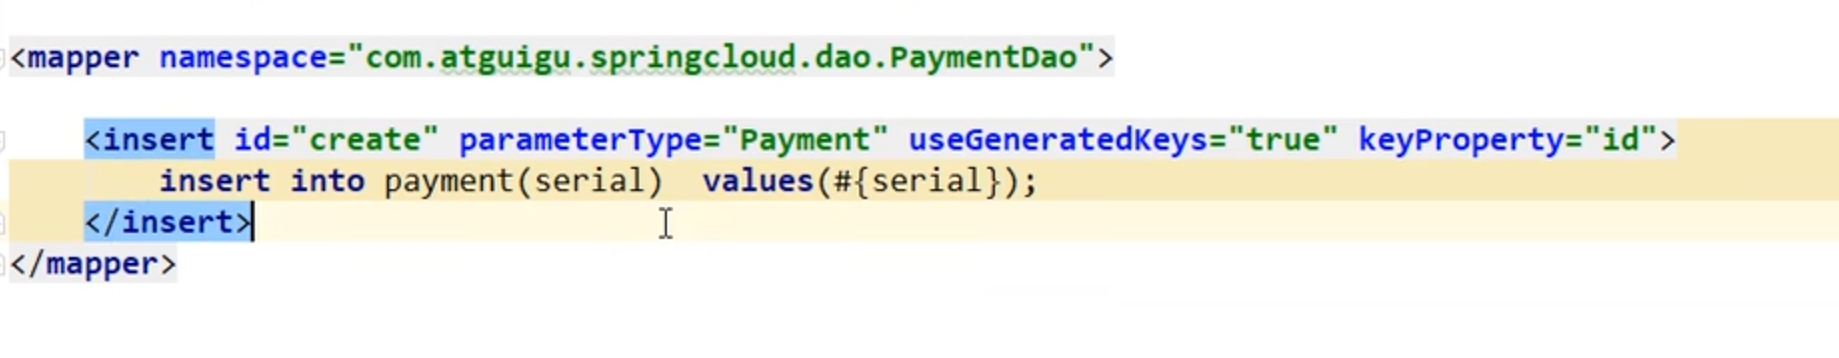 <mapper namespace="com.atguigu.springcloud.dao.PaymentDao">
<insert id="create" parameterType="Payment" useGeneratedKeys="true" keyProperty="id">
insert into payment(serial)  values(#{serial});
</insert>
</mapper>